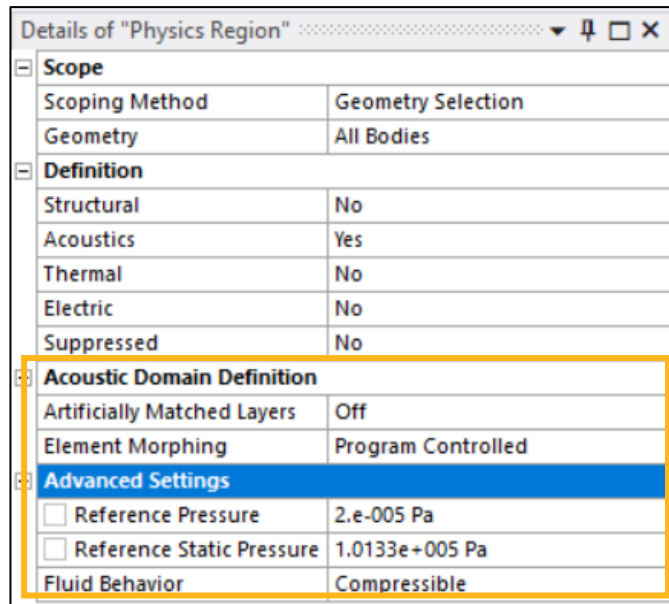 Details of "Physics Region"
Scope
Scoping Method Geometry Selection
Geometry All Bodies
Definition
Structural No
Acoustics Yes
Thermal No
Electric No
Suppressed No
Acoustic Domain Definition
Artificially Matched Layers Off
Element Morphing Program Controlled
Advanced Settings
Reference Pressure 2.e-005 Pa
Reference Static Pressure 1.0133e+005 Pa
Fluid Behavior Compressible